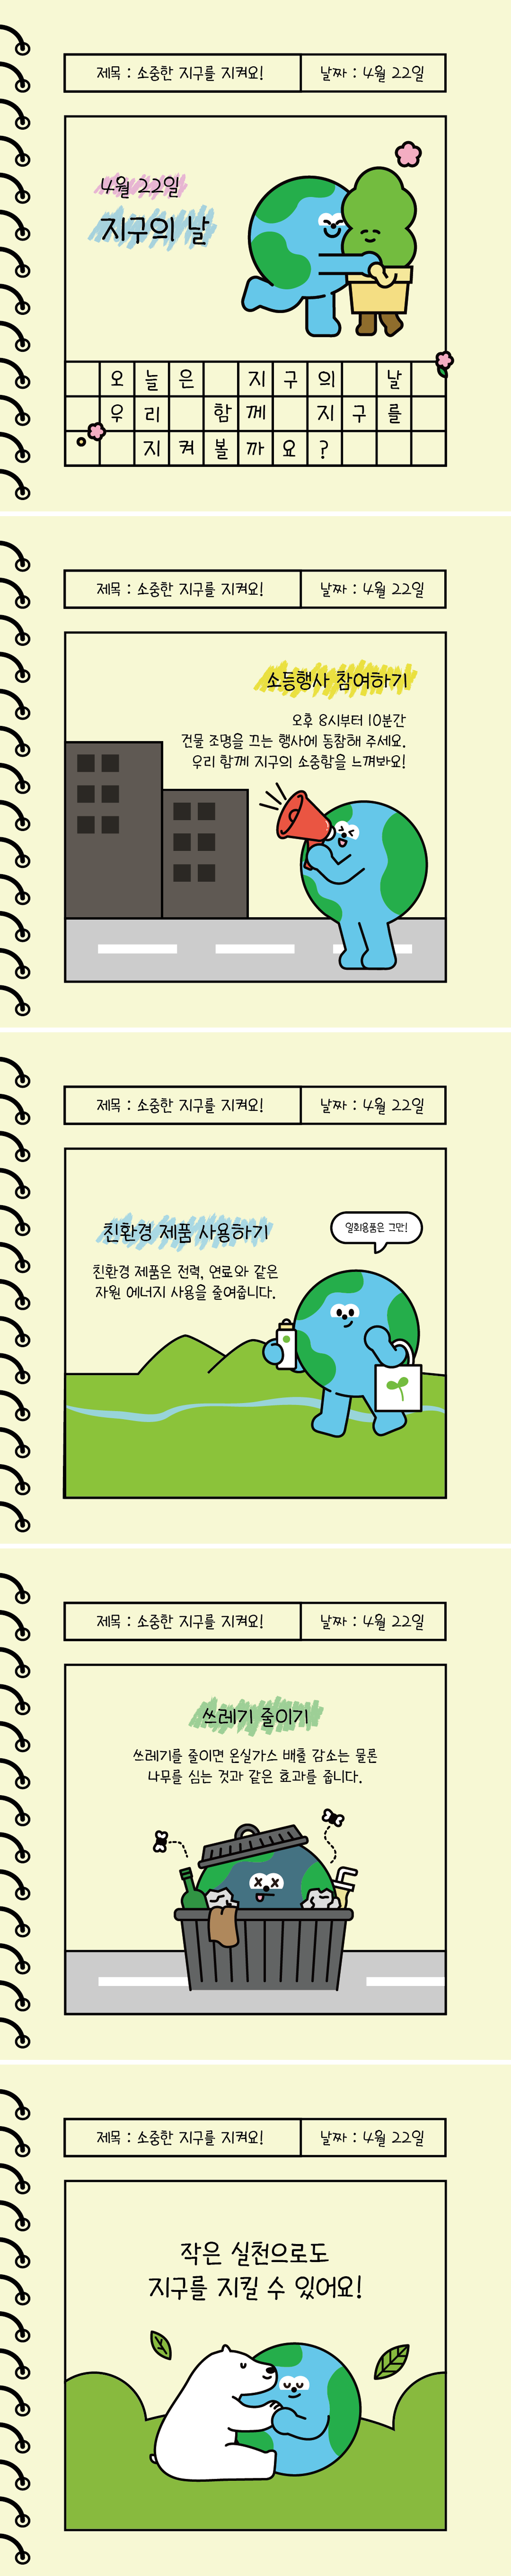 제목 : 소중한 지구를 지켜요!
날짜 : 4월 22일
4월 22일
지구의 날
오늘은 지구의 날
우리 함께 지구를
지켜볼까요?
제목 : 소중한 지구를 지켜요!
날짜 : 4월 22일
소등행사 참여하기
오후 8시부터 10분간
건물 조명을 끄는 행사에 동참해 주세요.
우리 함께 지구의 소중함을 느껴봐요!
제목 : 소중한 지구를 지켜요!
날짜 : 4월 22일
친환경 제품 사용하기
일회용품은 그만!
친환경 제품은 전력, 연료와 같은
자원 에너지 사용을 줄여줍니다.
제목 : 소중한 지구를 지켜요!
날짜 : 4월 22일
쓰레기 줄이기
쓰레기를 줄이면 온실가스 배출 감소는 물론
나무를 심는 것과 같은 효과를 줍니다.
제목 : 소중한 지구를 지켜요!
날짜 : 4월 22일
작은 실천으로도
지구를 지킬 수 있어요!